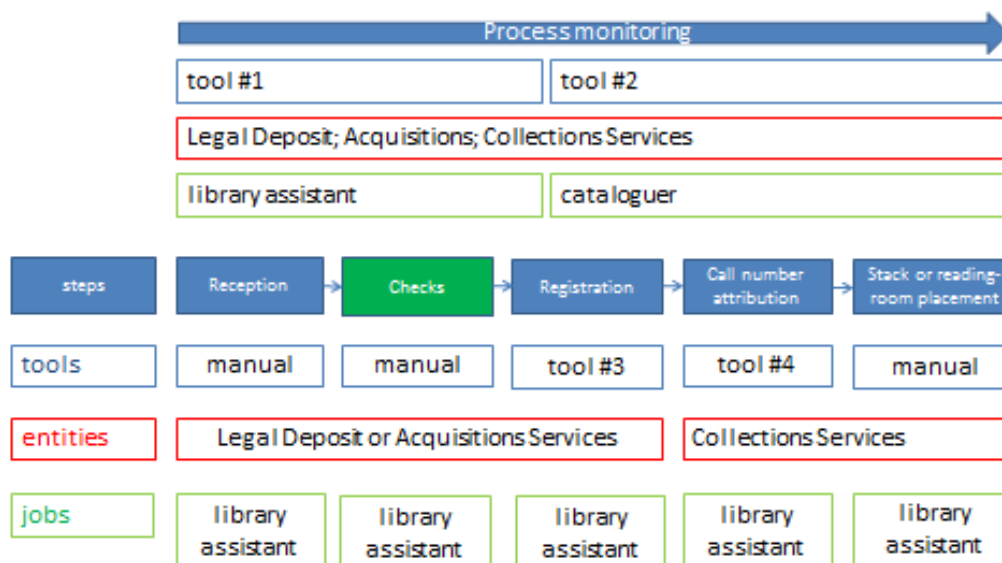 Process monitoring
tool #1
tool #2
Legal Deposit; Acquisitions; Collections Services
library assistant
cataloguer
steps
Reception
Checks
Registration
Call number
attribution
Stack or reading-
room placement
tools
manual
manual
tool #3
tool #4
manual
entities
Legal Deposit or Acquisitions Services
Collections Services
jobs
library
assistant
library
assistant
library
assistant
library
assistant
library
assistant